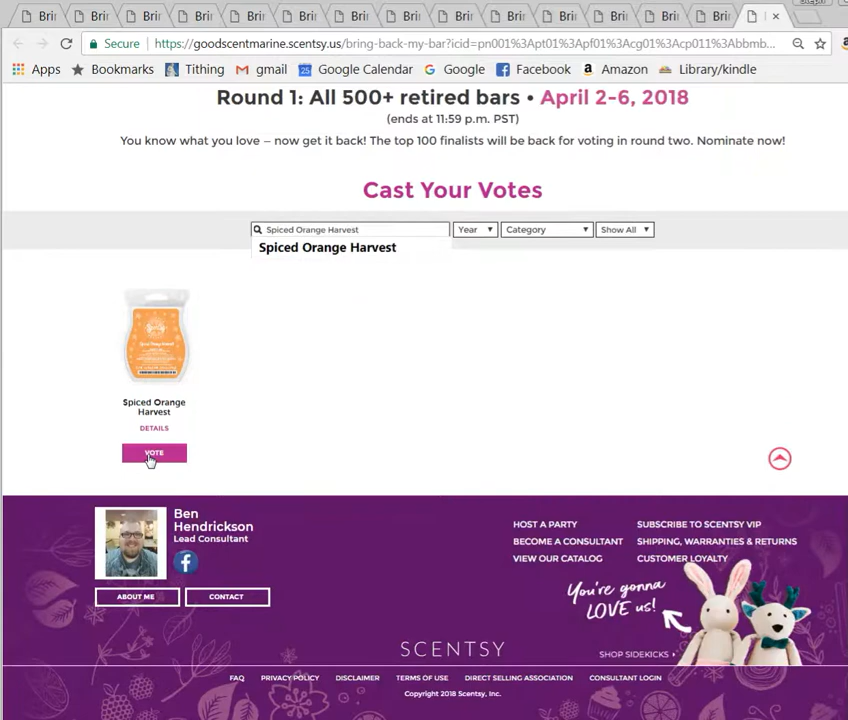 Steph
Bri Bri Bri Bri Bri Bri Bri Bri Bri Bri Bri Bri Bri Bri
Secure https://goodscentmarine.scentsy.us/bring-back-my-bar?icid=pn001%3Apt01%3Apf01%3Acg01%3Acp011%3Abbmb...
Apps Bookmarks Tithing gmail Google Calendar Google Facebook Amazon Library/kindle
Round 1: All 500+ retired bars • April 2-6, 2018
(ends at 11:59 p.m. PST)
You know what you love – now get it back! The top 100 finalists will be back for voting in round two. Nominate now!
Cast Your Votes
Spiced Orange Harvest Year Category Show All
Spiced Orange Harvest
Spiced Orange
Harvest
DETAILS
VOTE
Ben
Hendrickson
Lead Consultant
ABOUT ME CONTACT
HOST A PARTY SUBSCRIBE TO SCENTSY VIP
BECOME A CONSULTANT SHIPPING, WARRANTIES & RETURNS
VIEW OUR CATALOG CUSTOMER LOYALTY
You're gonna
LOVE us!
SHOP SIDEKICKS
SCENTSY
FAQ PRIVACY POLICY DISCLAIMER TERMS OF USE DIRECT SELLING ASSOCIATION CONSULTANT LOGIN
Copyright 2018 Scentsy, Inc.